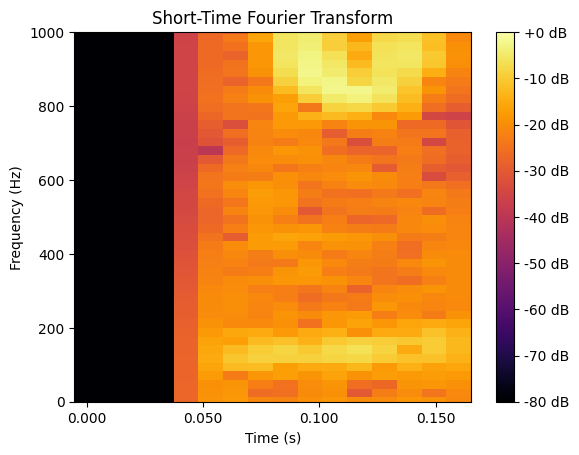 Short-Time Fourier Transform
Frequency (Hz)
1000
800
600
400
200
0
0.000
0.050
0.100
0.150
Time (s)
+0 dB
-10 dB
-20 dB
-30 dB
-40 dB
-50 dB
-60 dB
-70 dB
-80 dB